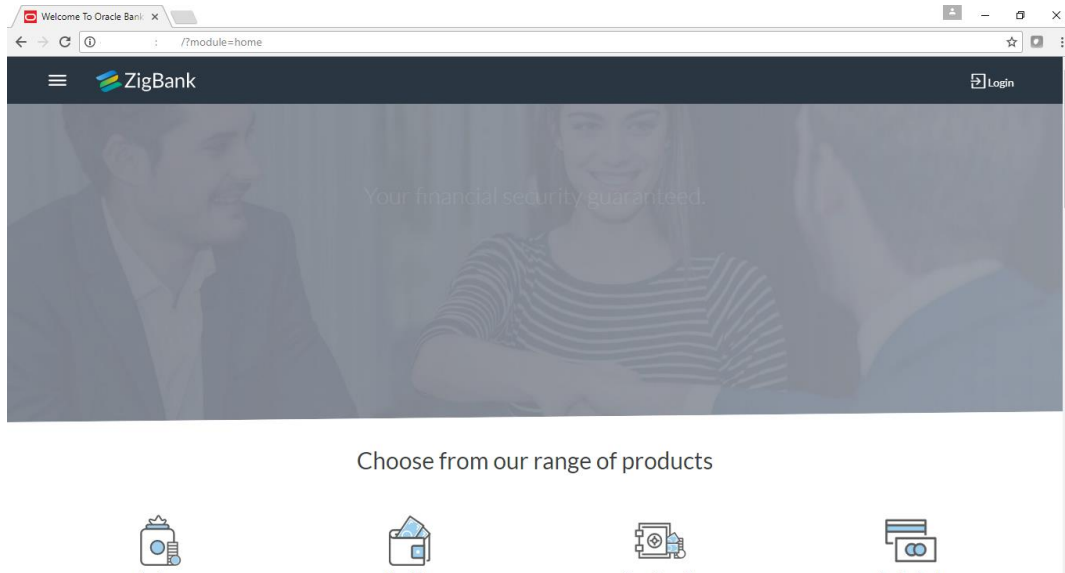 Welcome To Oracle Bank
/?module=home
ZigBank
Login
Your financial security guaranteed.
Choose from our range of products